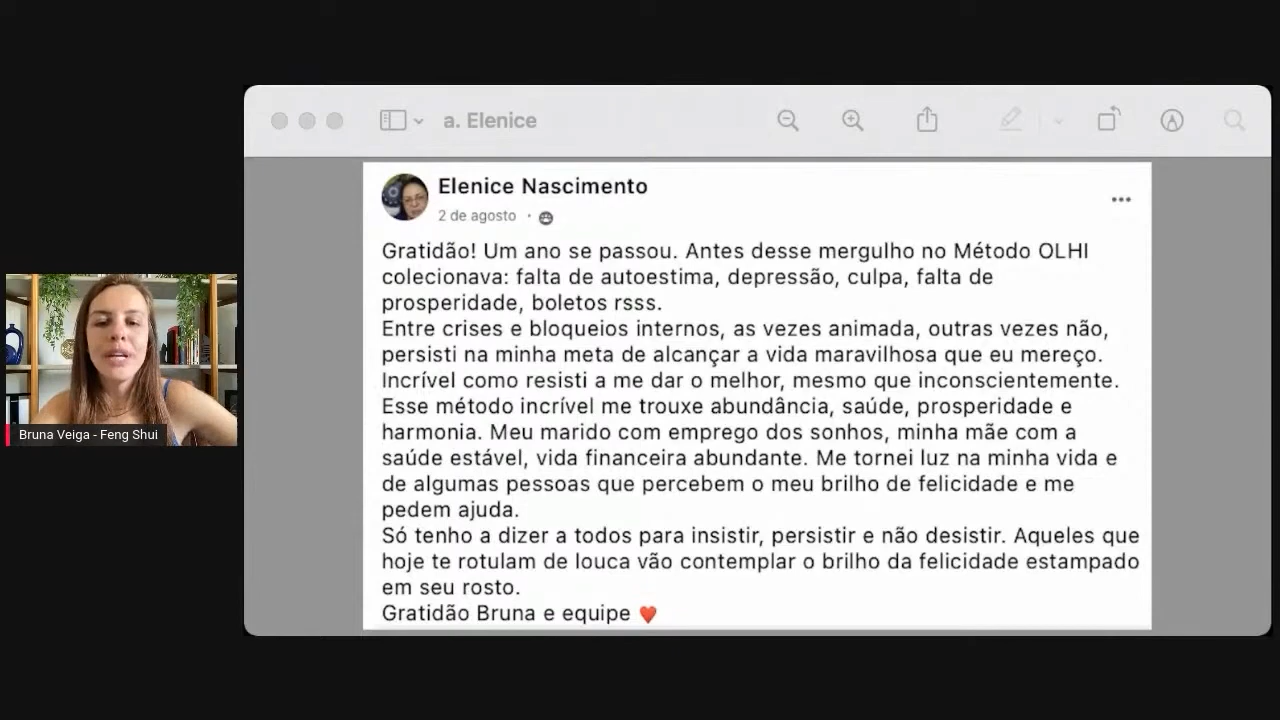 a. Elenice
Elenice Nascimento
2 de agosto ·
Gratidão! Um ano se passou. Antes desse mergulho no Método OLHI
colecionava: falta de autoestima, depressão, culpa, falta de
prosperidade, boletos rsss.
Entre crises e bloqueios internos, as vezes animada, outras vezes não,
persisti na minha meta de alcançar a vida maravilhosa que eu mereço.
Incrível como resisti a me dar o melhor, mesmo que inconscientemente.
Esse método incrível me trouxe abundância, saúde, prosperidade e
harmonia. Meu marido com emprego dos sonhos, minha mãe com a
saúde estável, vida financeira abundante. Me tornei luz na minha vida e
de algumas pessoas que percebem o meu brilho de felicidade e me
pedem ajuda.
Só tenho a dizer a todos para insistir, persistir e não desistir. Aqueles que
hoje te rotulam de louca vão contemplar o brilho da felicidade estampado
em seu rosto.
Gratidão Bruna e equipe ❤️
Bruna Veiga - Feng Shui